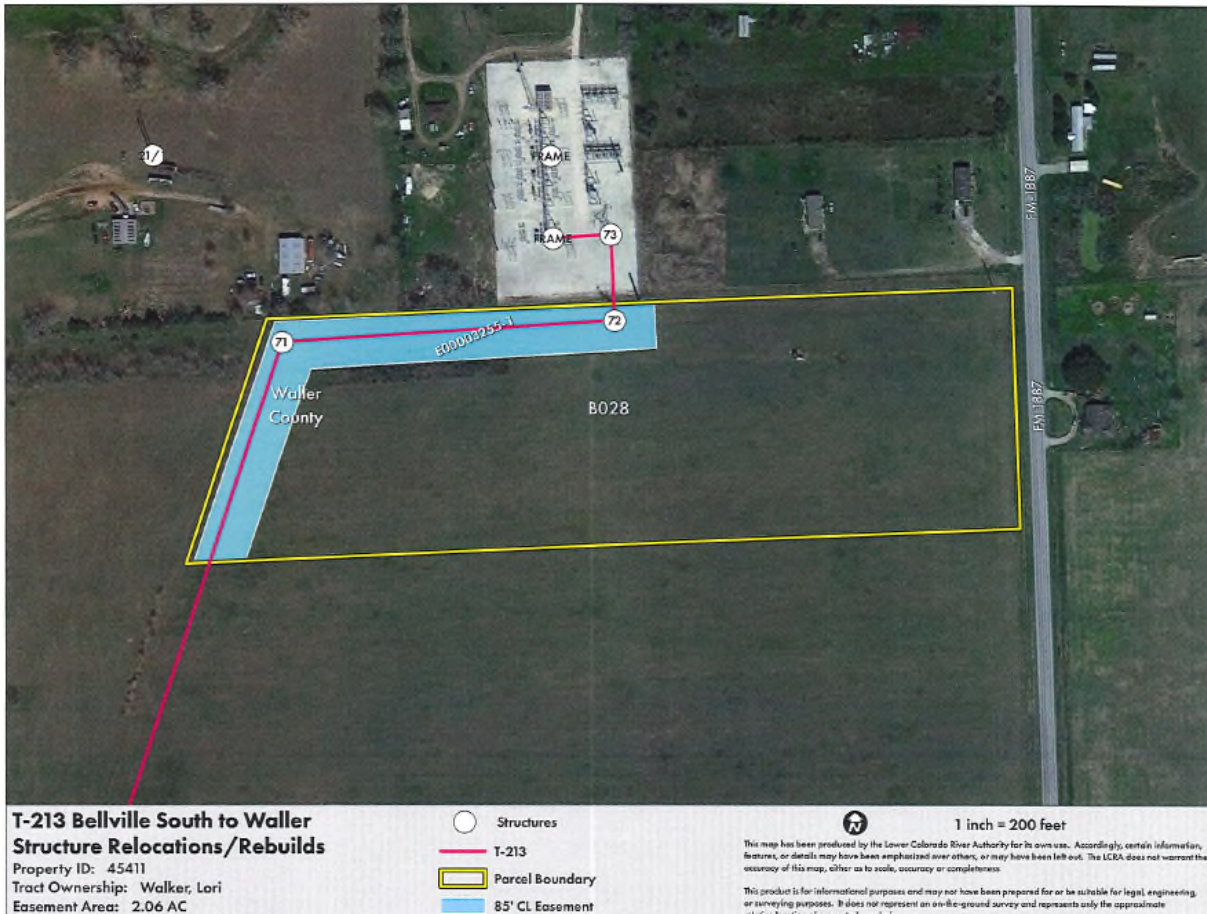 21/
FRAME
FRAME
73
72
71
E00003255-1
Waller
County
B028
FM 1887
FM 1887
T-213 Bellville South to Waller
Structure Relocations/Rebuilds
Property ID: 45411
Tract Ownership: Walker, Lori
Easement Area: 2.06 AC
Structures
T-213
Parcel Boundary
85' CL Easement
N
1 inch = 200 feet
This map has been produced by the Lower Colorado River Authority for its own use. Accordingly, certain information,
features, or details may have been emphasized over others, or may have been left out. The LCRA does not warrant the
accuracy of this map, either as to scale, accuracy or completeness
This product is for informational purposes and may not have been prepared for or be suitable for legal, engineering,
or surveying purposes. It does not represent an on-the-ground survey and represents only the approximate